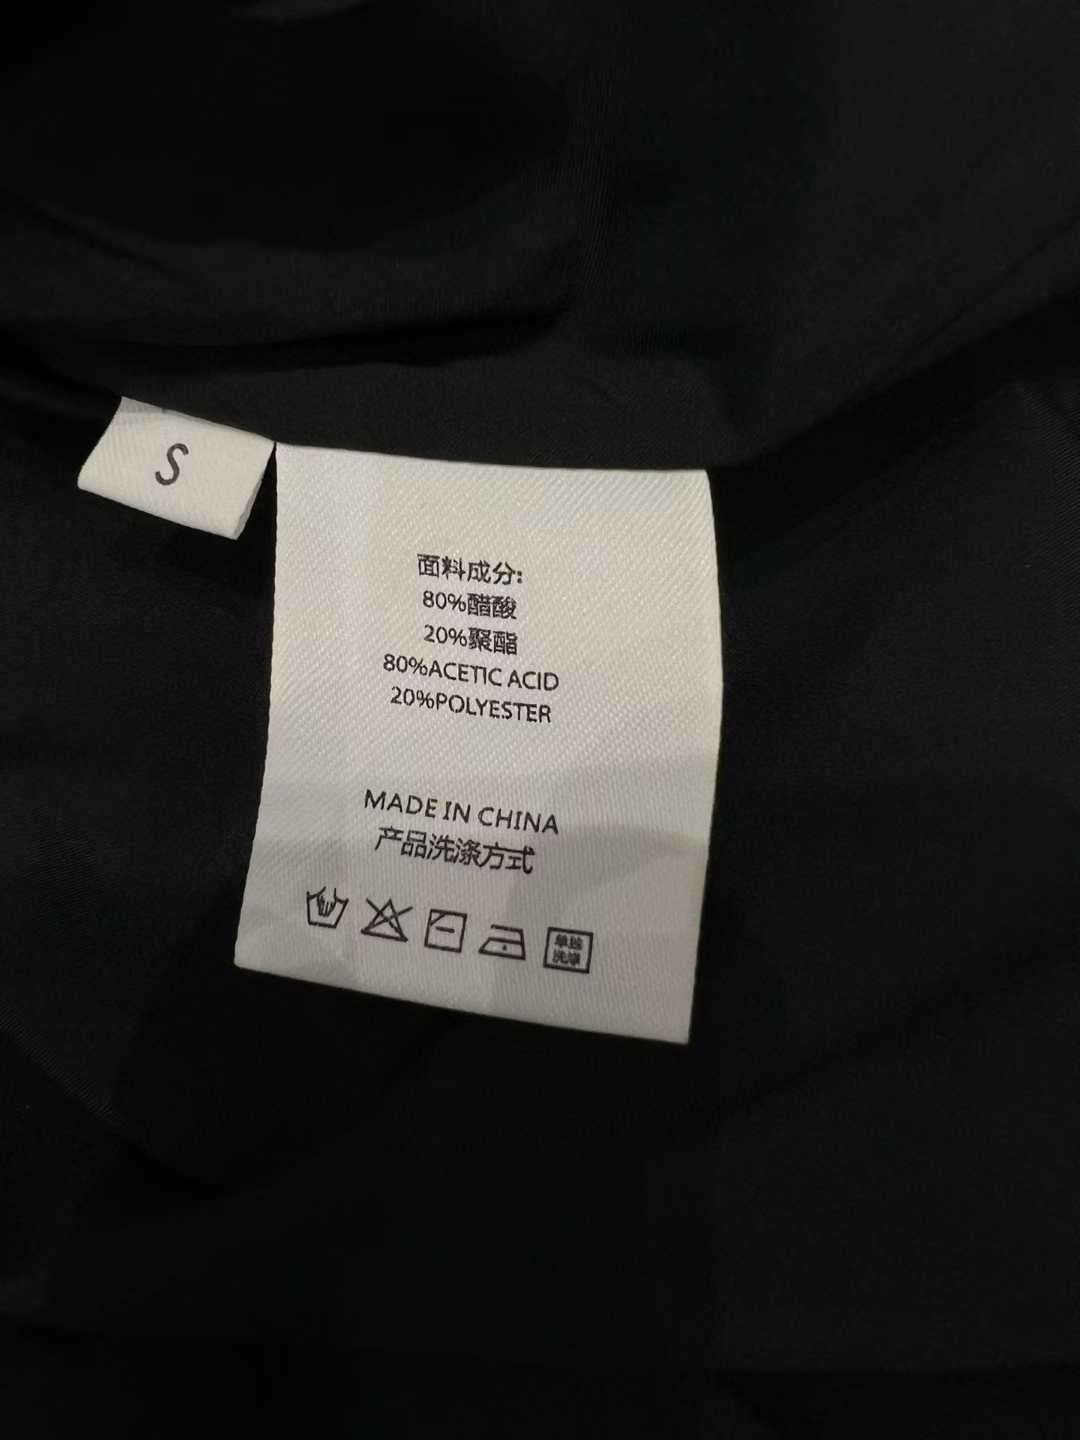 S
面料成分:
80%醋酸
20%聚酯
80%ACETIC ACID
20%POLYESTER
MADE IN CHINA
产品洗涤方式
单独
洗净